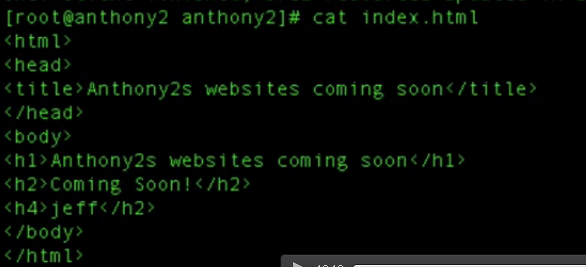 [root@anthony2 anthony2]# cat index.html
<html>
<head>
<title>Anthony2s websites coming soon</title>
</head>
<body>
<h1>Anthony2s websites coming soon</h1>
<h2>Coming Soon!</h2>
<h4>jeff</h2>
</body>
</html>